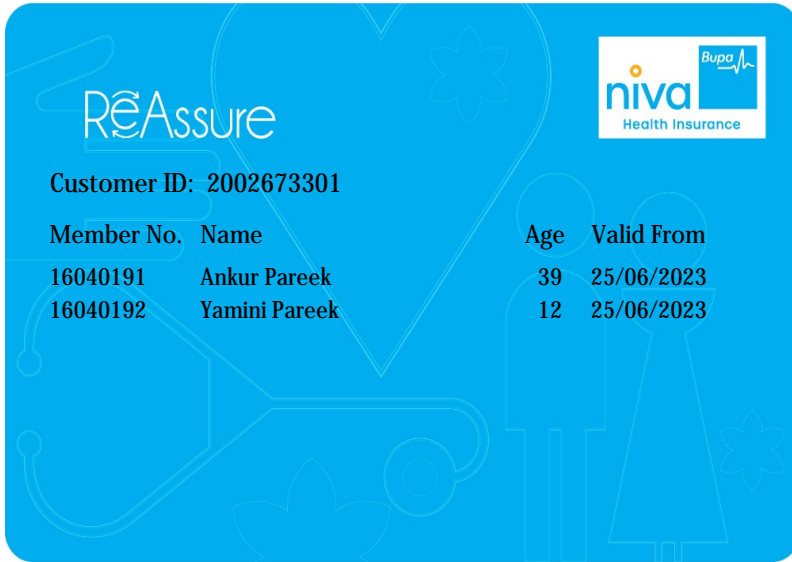 ReAssure
Bupa
niva
Health Insurance
Customer ID: 2002673301
Member No. Name Age Valid From
16040191 Ankur Pareek 39 25/06/2023
16040192 Yamini Pareek 12 25/06/2023